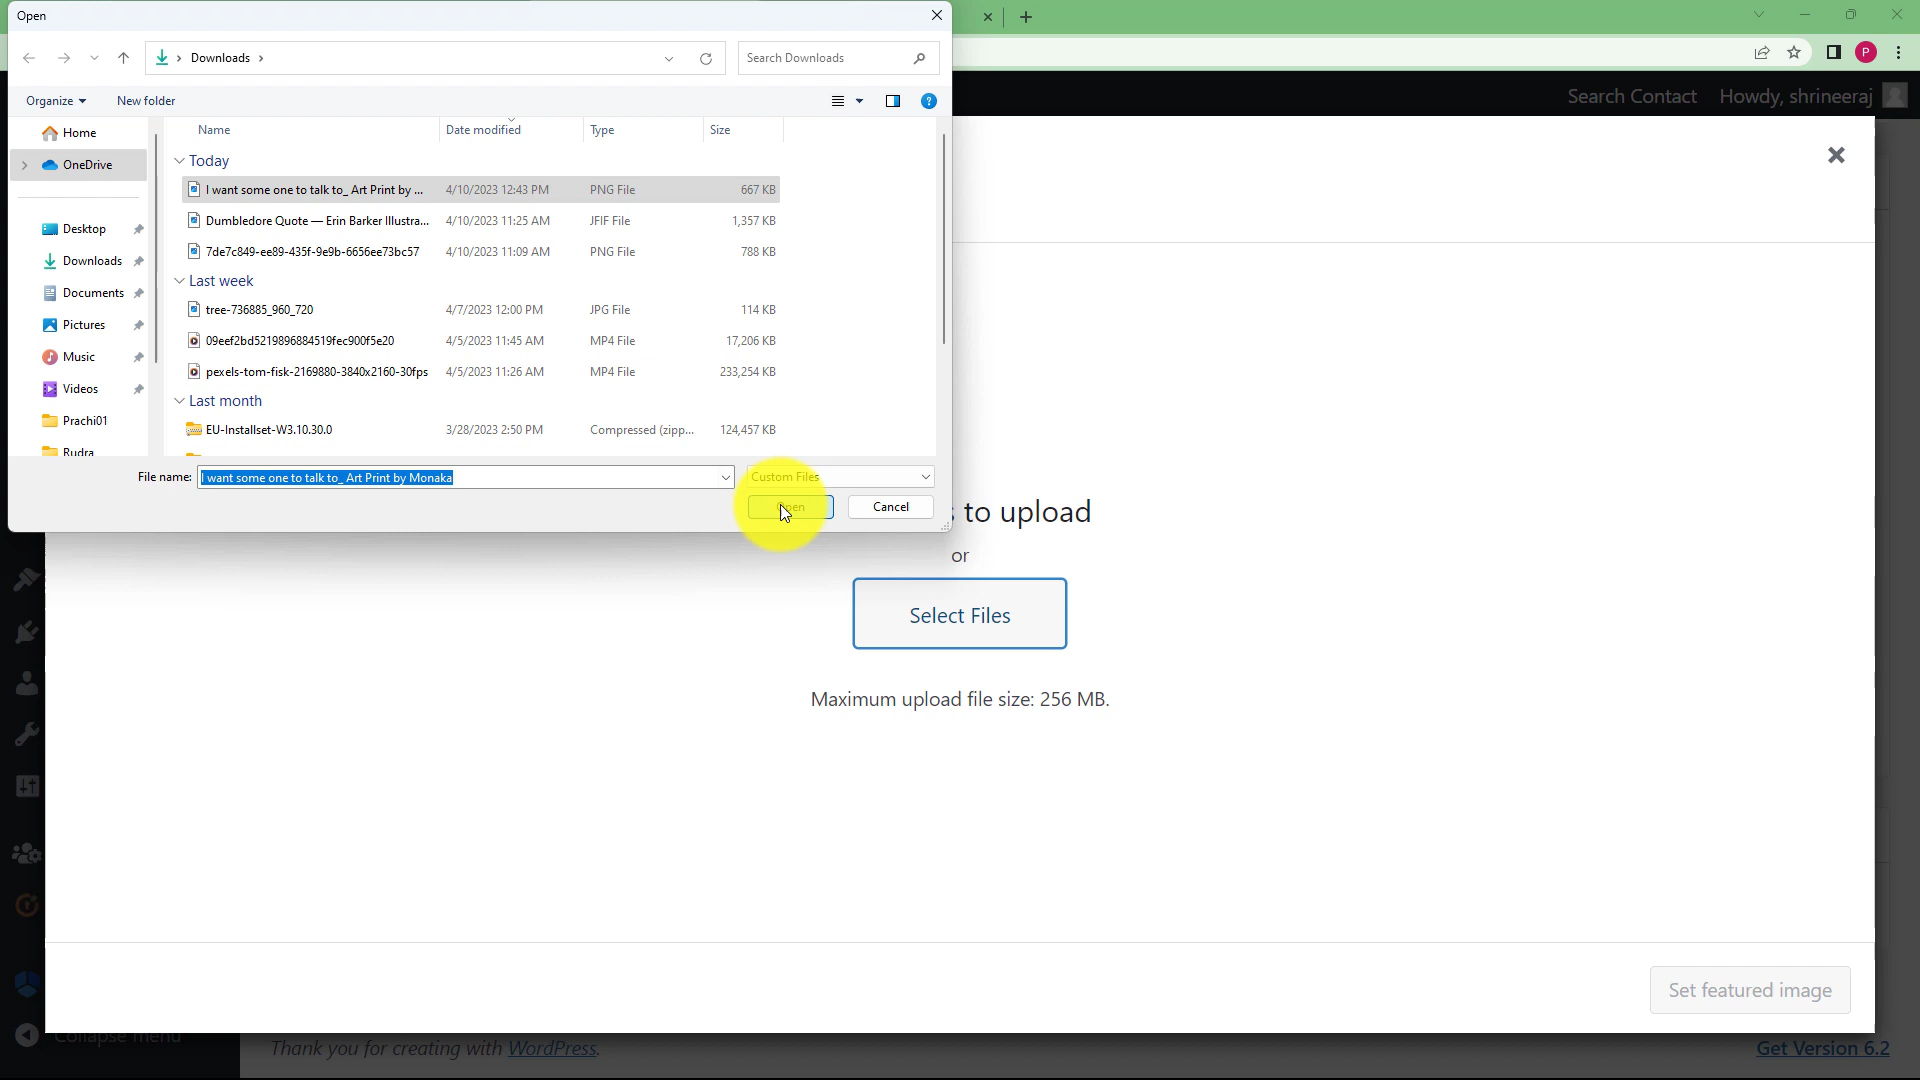 Open
Downloads
Search Downloads
Organize
New folder
Name
Date modified
Type
Size
Home
OneDrive
Desktop
Downloads
Documents
Pictures
Music
Videos
Prachi01
Rudra
Today
I want some one to talk to_ Art Print by ... 4/10/2023 12:43 PM PNG File 667 KB
Dumbledore Quote — Erin Barker Illustra... 4/10/2023 11:25 AM JFIF File 1,357 KB
7de7c849-ee89-435f-9e9b-6656ee73bc57 4/10/2023 11:09 AM PNG File 788 KB
Last week
tree-736885_960_720 4/7/2023 12:00 PM JPG File 114 KB
09eef2bd5219896884519fec900f5e20 4/5/2023 11:45 AM MP4 File 17,206 KB
pexels-tom-fisk-2169880-3840x2160-30fps 4/5/2023 11:26 AM MP4 File 233,254 KB
Last month
EU-Installset-W3.10.30.0 3/28/2023 2:50 PM Compressed (zipp... 124,457 KB
File name: I want some one to talk to_ Art Print by Monaka
Custom Files
Open
Cancel
P
Search Contact
Howdy, shrineeraj
to upload
or
Select Files
Maximum upload file size: 256 MB.
Set featured image
Collapse menu
Thank you for creating with WordPress.
Get Version 6.2